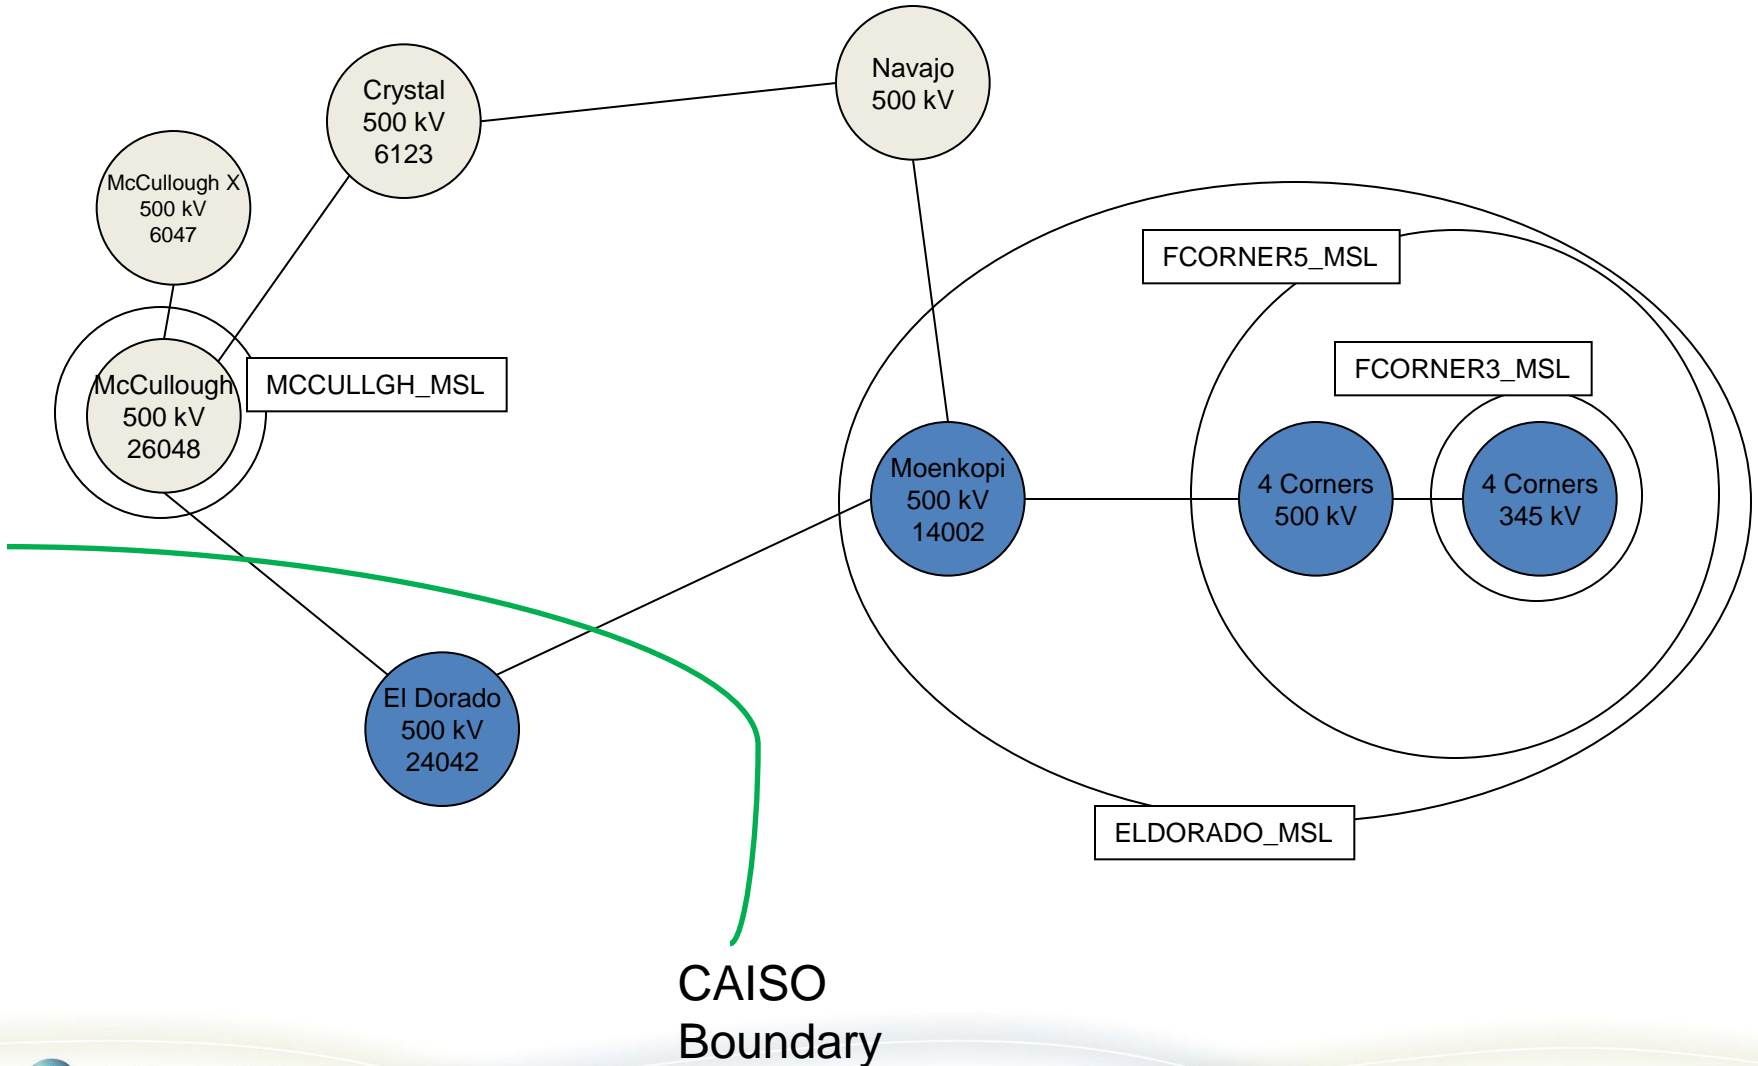 Navajo
500 kV
Crystal
500 kV
6123
McCullough X
500 kV
6047
FCORNER5_MSL
FCORNER3_MSL
McCullough
500 kV
26048
MCCULLGH_MSL
Moenkopi
500 kV
14002
4 Corners
500 kV
4 Corners
345 kV
El Dorado
500 kV
24042
ELDORADO_MSL
CAISO
Boundary